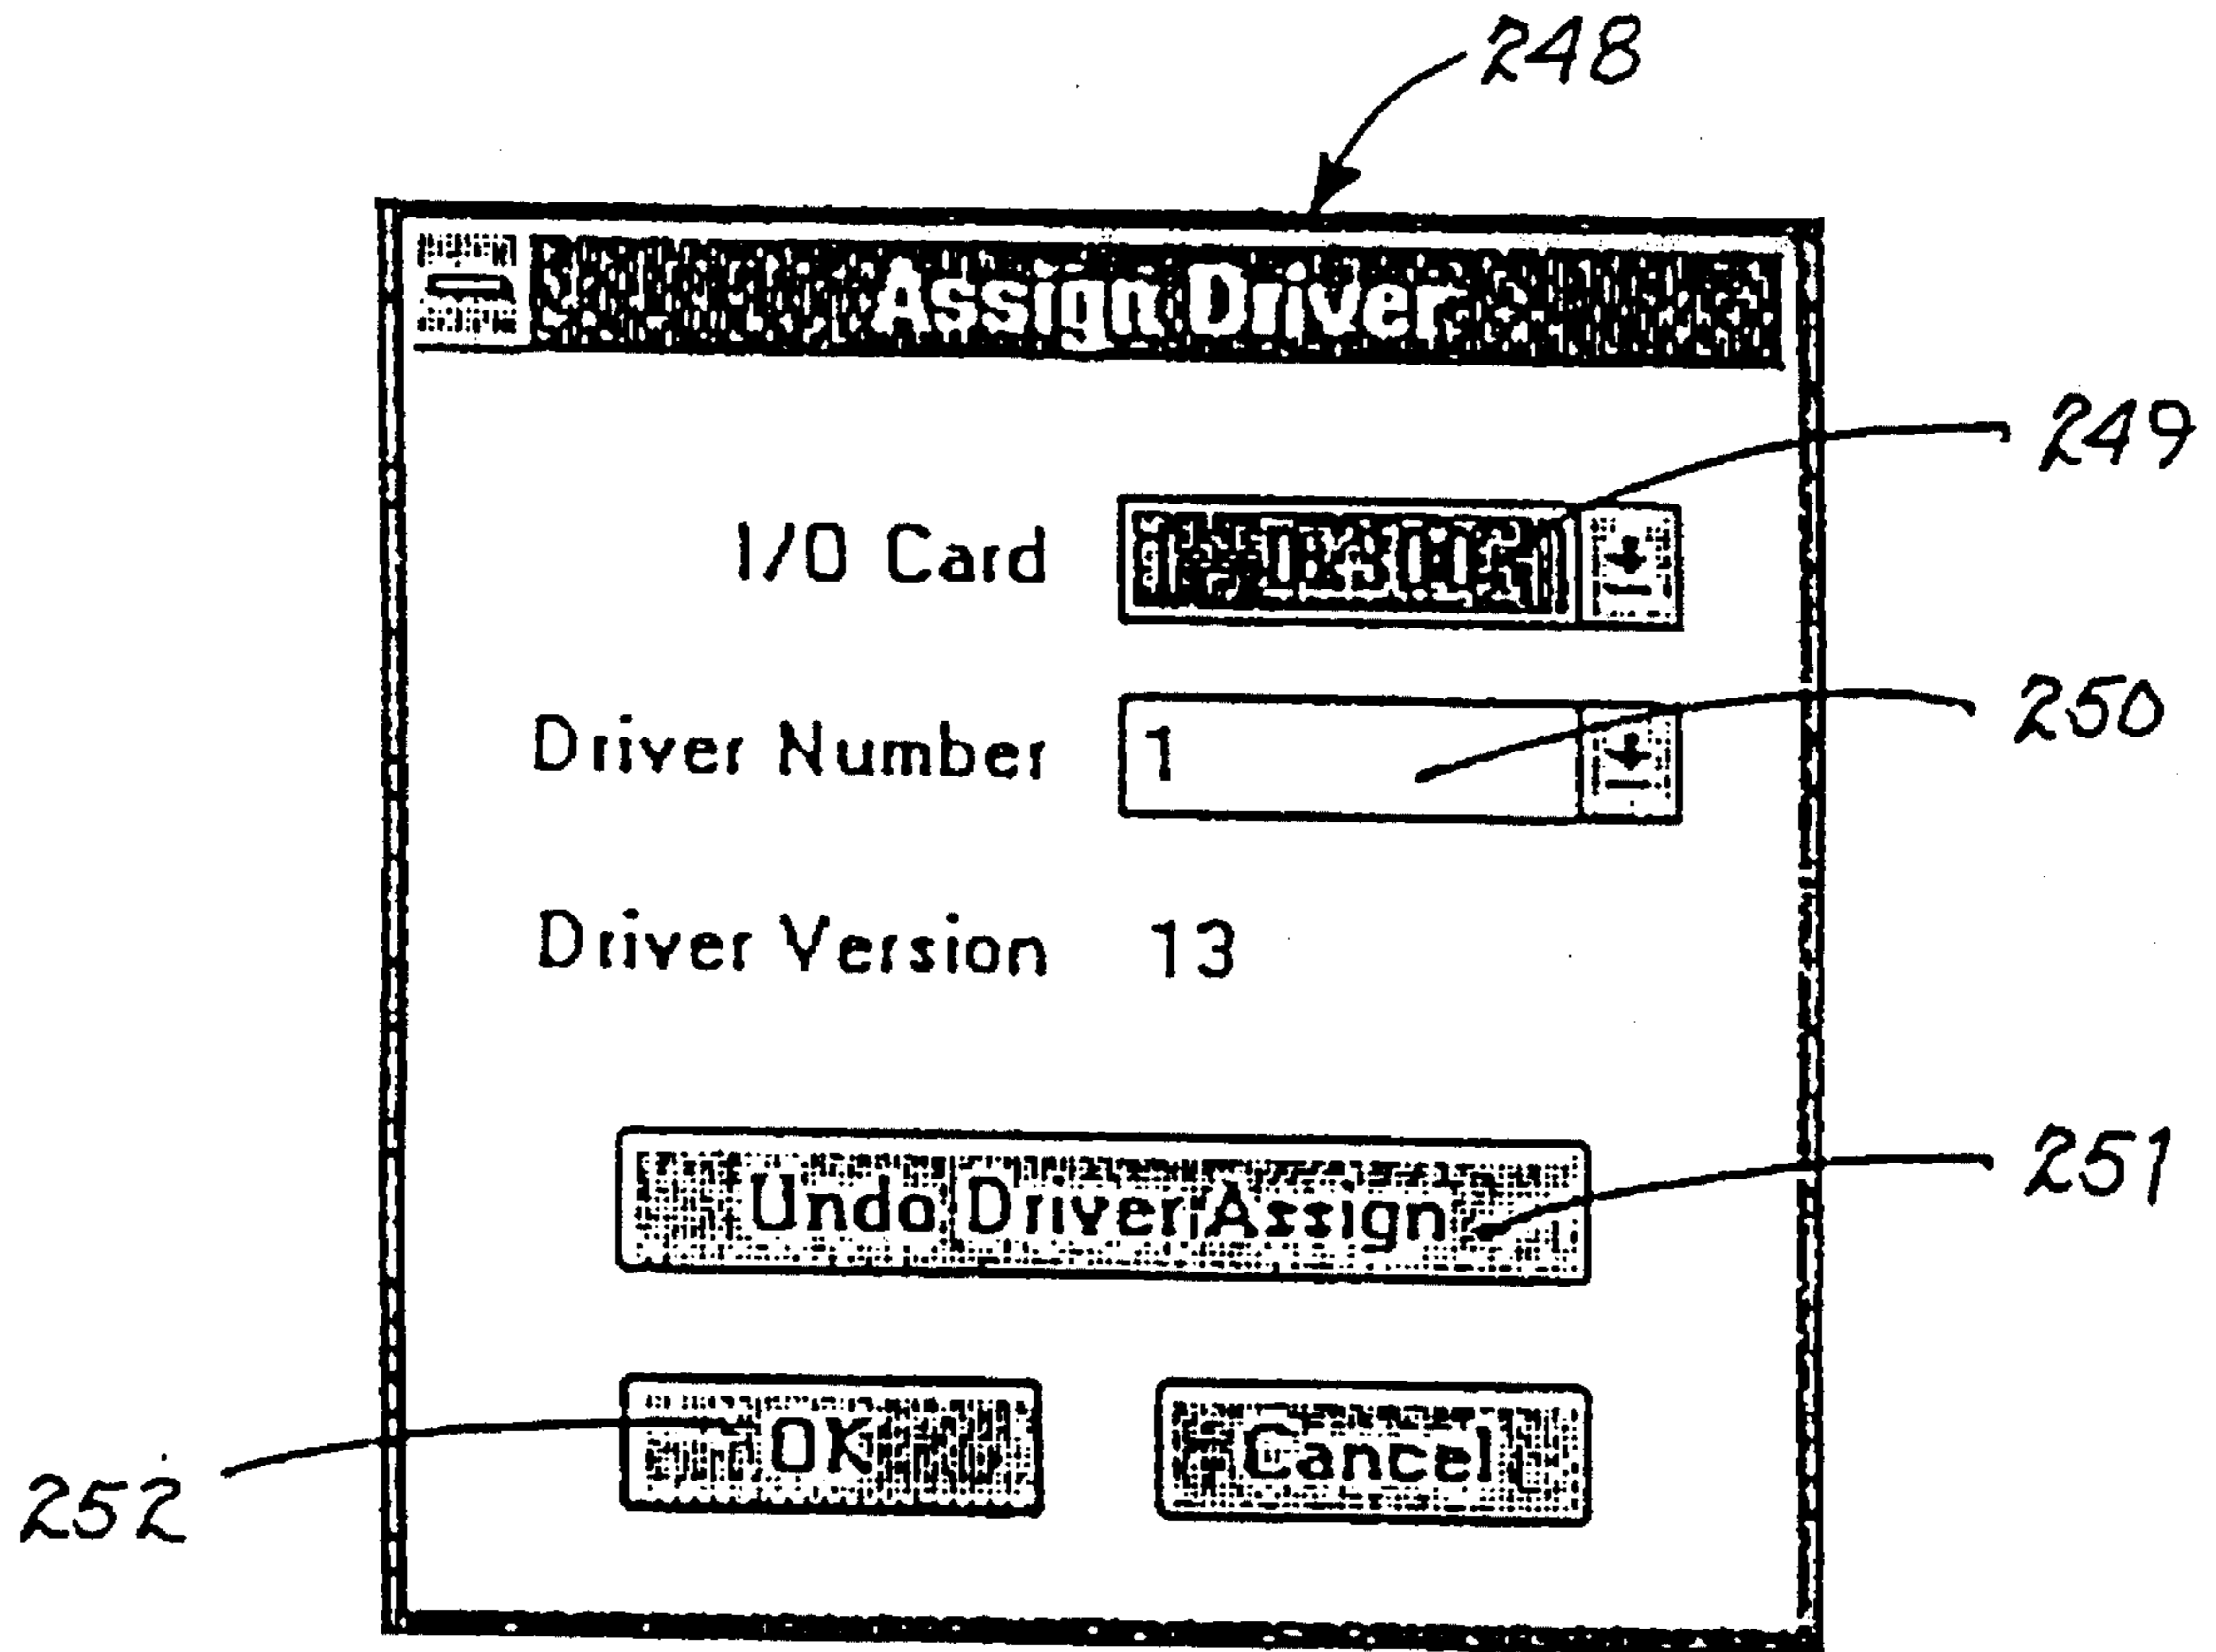 248
Assign Driver
249
I/O Card
Driver Number 1
250
Driver Version 13
Undo Driver Assign
251
OK Cancel
252